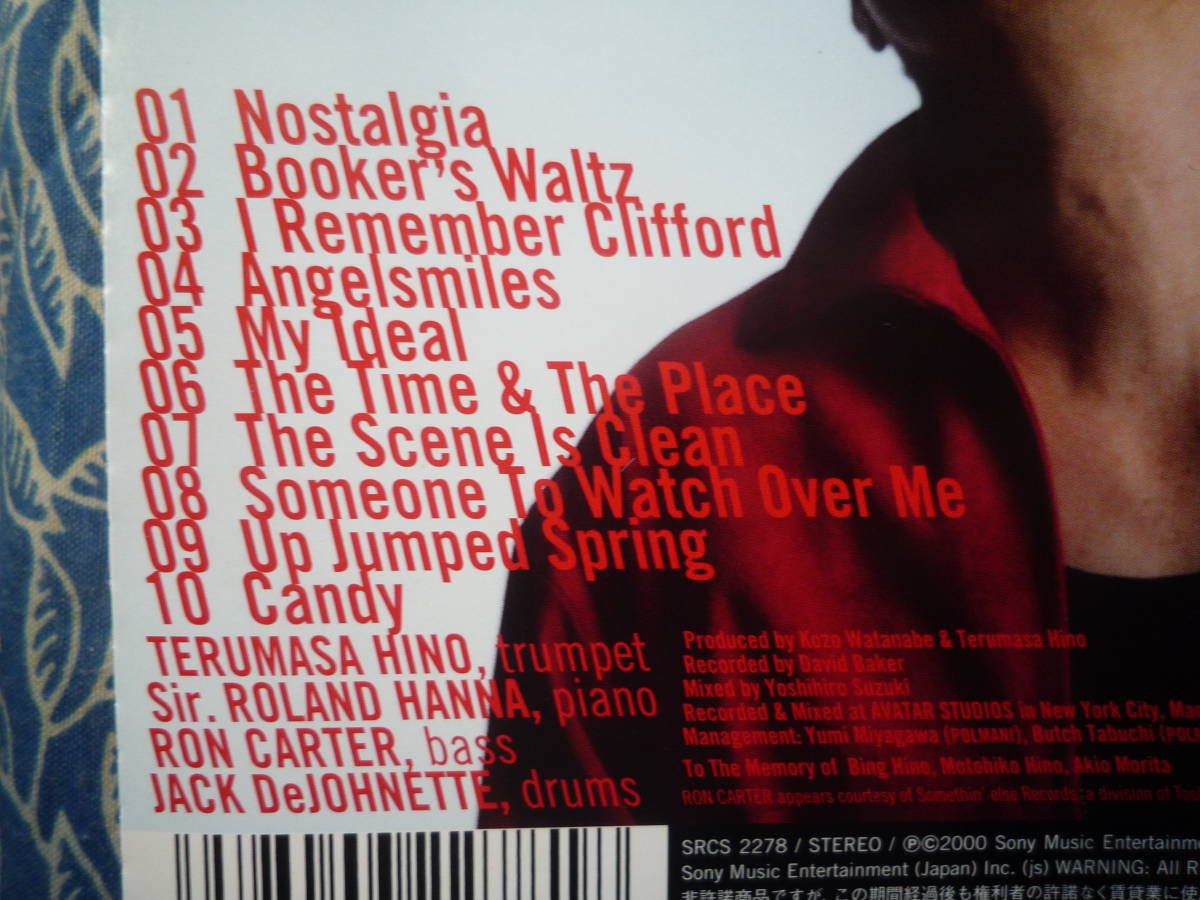 01 Nostalgia
02 Booker's Waltz
03 I Remember Clifford
04 Angelsmiles
05 My Ideal
06 The Time & The Place
07 The Scene Is Clean
08 Someone To Watch Over Me
09 Up Jumped Spring
10 Candy
TERUMASA HINO, trumpet
Sir. ROLAND HANNA, piano
RON CARTER, bass
JACK DeJOHNETTE, drums
Produced by Kozo Watanabe & Terumasa Hino
Recorded by David Baker
Mixed by Yoshihiro Suzuki
Recorded & Mixed at AVATAR STUDIOS in New York City, Ma
Management: Yumi Miyagawa (POLMANI), Butch Tabuchi (POL
To The Memory of Bing Hino, Motohiko Hino, Akio Morita
RON CARTER appears courtesy of Somethin' else Records, a division of Tos
SRCS 2278 / STEREO / ℗©2000 Sony Music Entertainme
Sony Music Entertainment (Japan) Inc. (js) WARNING: All R
非許諾商品ですが、この期間経過後も権利者の許諾なく賃貸業に使